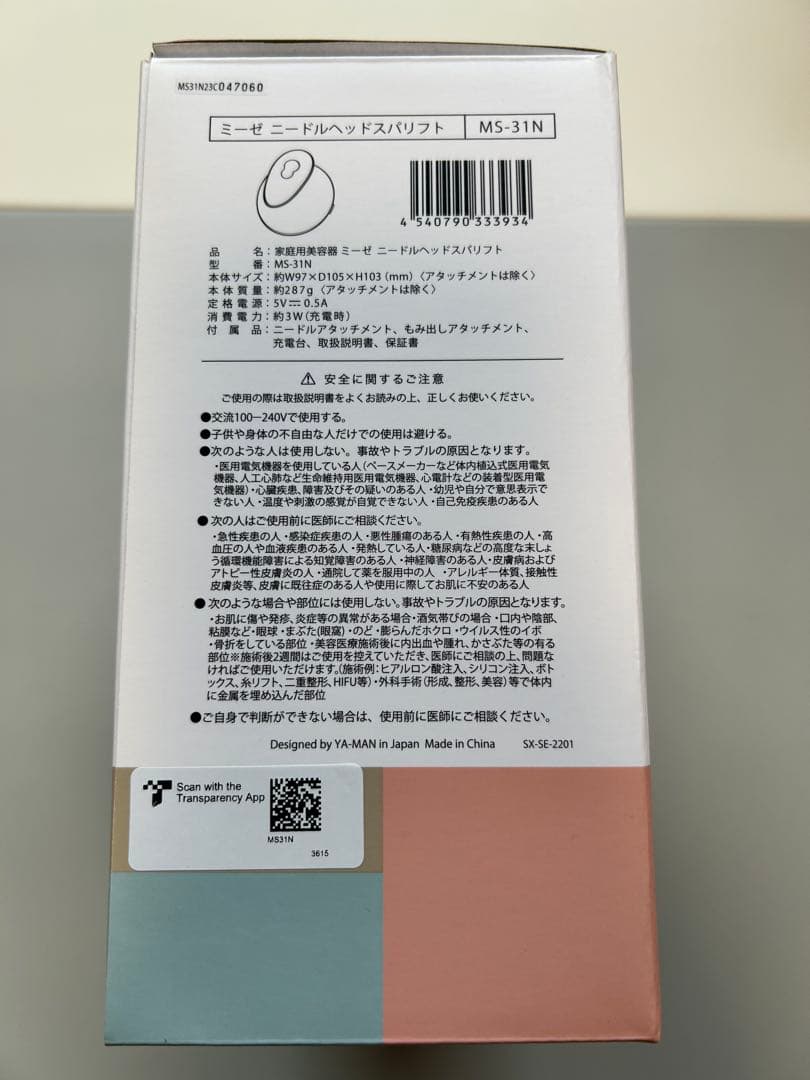 MS31N23C047060
ミーゼ ニードルヘッドスパリフト MS-31N
4 540790 333934
品名：家庭用美容器 ミーゼ ニードルヘッドスパリフト
型番：MS-31N
本体サイズ：約W97×D105×H103（mm）〈アタッチメントは除く〉
本体質量：約287g〈アタッチメントは除く〉
定格電源：5V⎓0.5A
消費電力：約3W（充電時）
付属品：ニードルアタッチメント、もみ出しアタッチメント、
充電台、取扱説明書、保証書
⚠ 安全に関するご注意
ご使用の際は取扱説明書をよくお読みの上、正しくお使いください。
●交流100－240Vで使用する。
●子供や身体の不自由な人だけでの使用は避ける。
●次のような人は使用しない。事故やトラブルの原因となります。
・医用電気機器を使用している人（ペースメーカーなど体内植込式医用電気
機器、人工心肺など生命維持用医用電気機器、心電計などの装着型医用電
気機器）・心臓疾患、障害及びその疑いのある人・幼児や自分で意思表示で
きない人・温度や刺激の感覚が自覚できない人・自己免疫疾患のある人
●次の人はご使用前に医師にご相談ください。
・急性疾患の人・感染症疾患の人・悪性腫瘍のある人・有熱性疾患の人・高
血圧の人や血液疾患のある人・発熱している人・糖尿病などの高度な末しょ
う循環機能障害による知覚障害のある人・神経障害のある人・皮膚病および
アトピー性皮膚炎の人・通院して薬を服用中の人 ・アレルギー体質、接触性
皮膚炎等、皮膚に既往症のある人や使用に際してお肌に不安のある人
●次のような場合や部位には使用しない。事故やトラブルの原因となります。
・お肌に傷や発疹、炎症等の異常がある場合・酒気帯びの場合・口内や陰部、
粘膜など・眼球・まぶた(眼窩)・のど・膨らんだホクロ・ウイルス性のイボ
・骨折をしている部位・美容医療施術後に内出血や腫れ、かさぶた等の有る
部位※施術後2週間はご使用を控えていただき、医師にご相談の上、問題な
ければご使用いただけます。（施術例：ヒアルロン酸注入、シリコン注入、ボト
ックス、糸リフト、二重整形、HIFU等）・外科手術（形成、整形、美容）等で体内
に金属を埋め込んだ部位
●ご自身で判断ができない場合は、使用前に医師にご相談ください。
Designed by YA-MAN in Japan Made in China SX-SE-2201
Scan with the
Transparency App
MS31N
3615